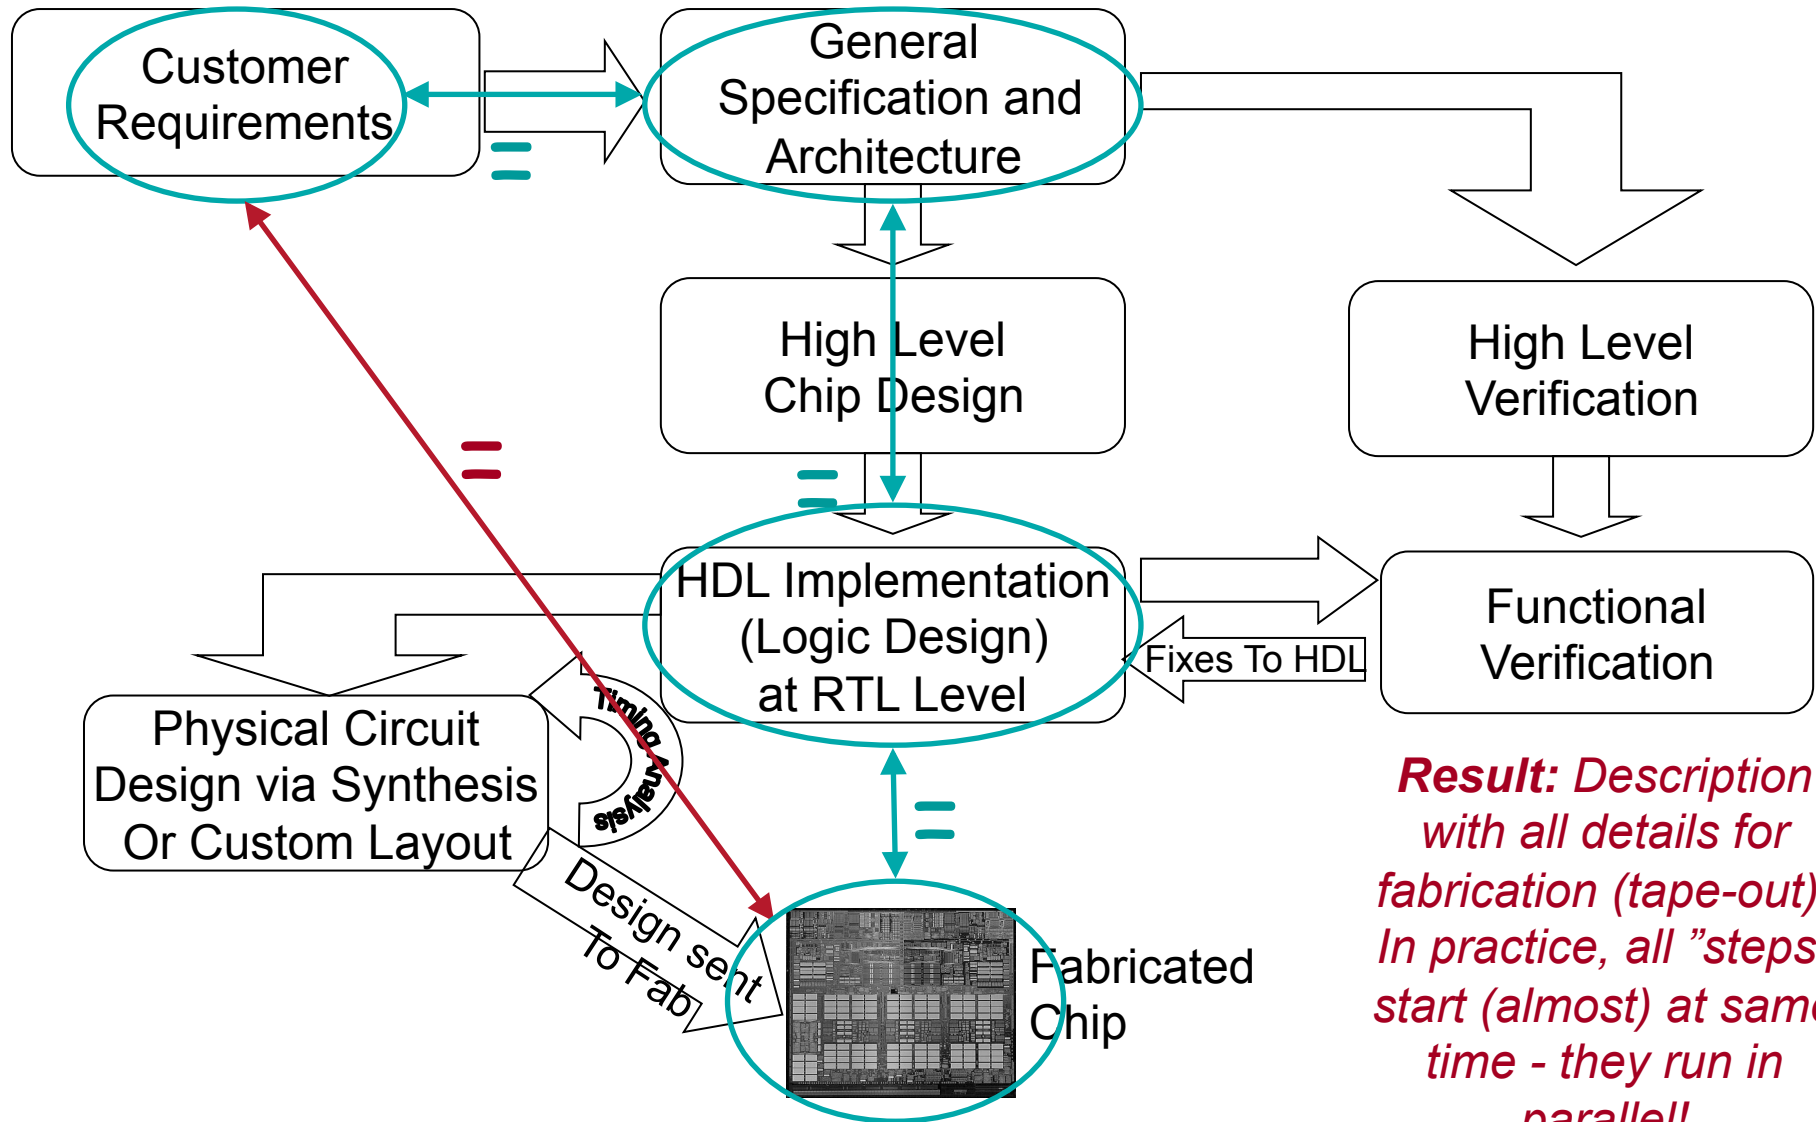 Customer
Requirements
General
Specification and
Architecture
=
High Level
Chip Design
High Level
Verification
=
=
HDL Implementation
(Logic Design)
at RTL Level
Fixes To HDL
Functional
Verification
Physical Circuit
Design via Synthesis
Or Custom Layout
Timing Analysis
=
Design sent
To Fab
Fabricated
Chip
Result: Description
with all details for
fabrication (tape-out)
In practice, all ”steps
start (almost) at same
time - they run in
parallel!